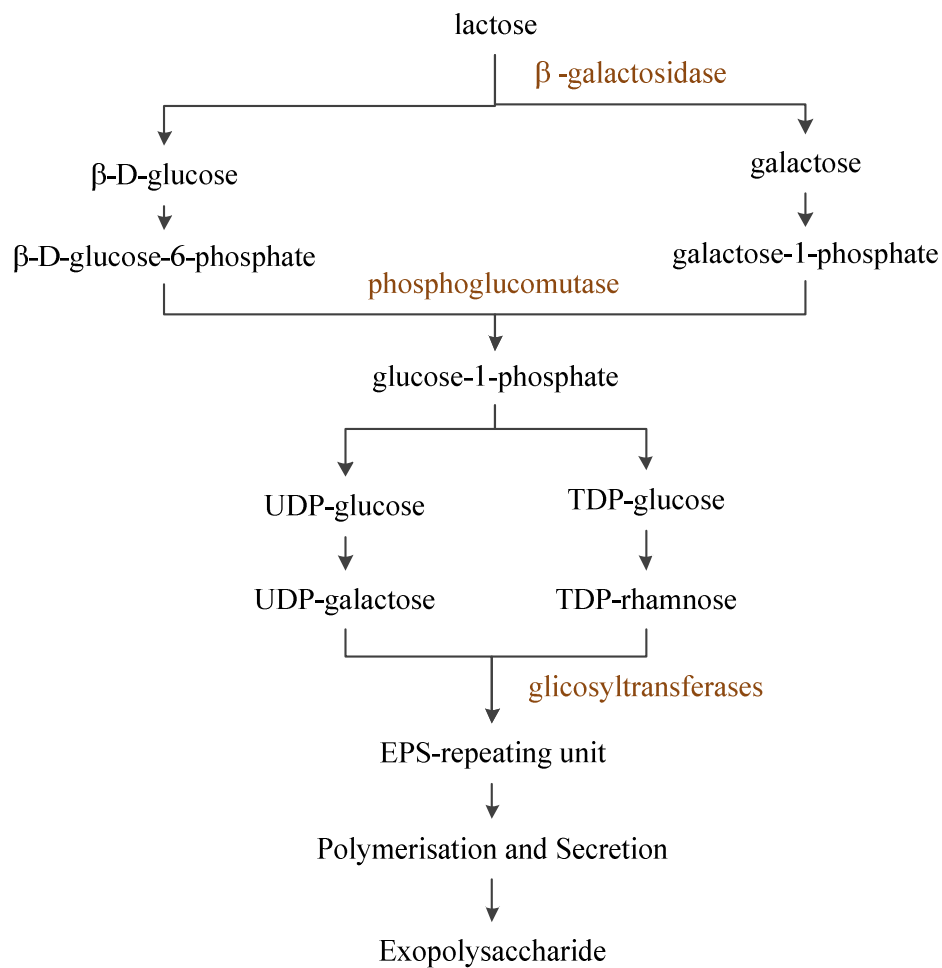 lactose
β -galactosidase
β-D-glucose
galactose
β-D-glucose-6-phosphate
galactose-1-phosphate
phosphoglucomutase
glucose-1-phosphate
UDP-glucose
TDP-glucose
UDP-galactose
TDP-rhamnose
glicosyltransferases
EPS-repeating unit
Polymerisation and Secretion
Exopolysaccharide